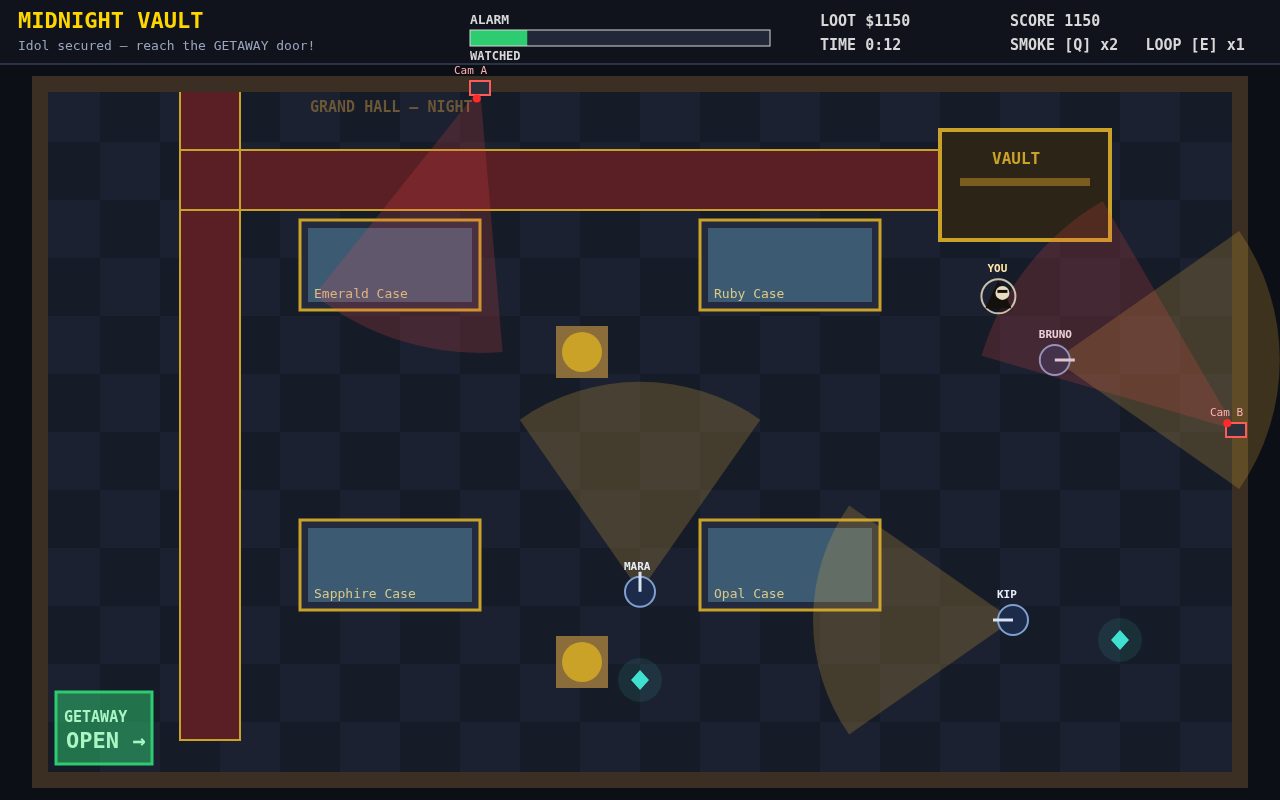 MIDNIGHT VAULT
Idol secured — reach the GETAWAY door!
ALARM
WATCHED
LOOT $1150
TIME 0:12
SCORE 1150
SMOKE [Q] x2 LOOP [E] x1
Cam A
GRAND HALL — NIGHT
VAULT
Emerald Case
Ruby Case
YOU
BRUNO
Cam B
Sapphire Case
MARA
Opal Case
KIP
GETAWAY
OPEN →